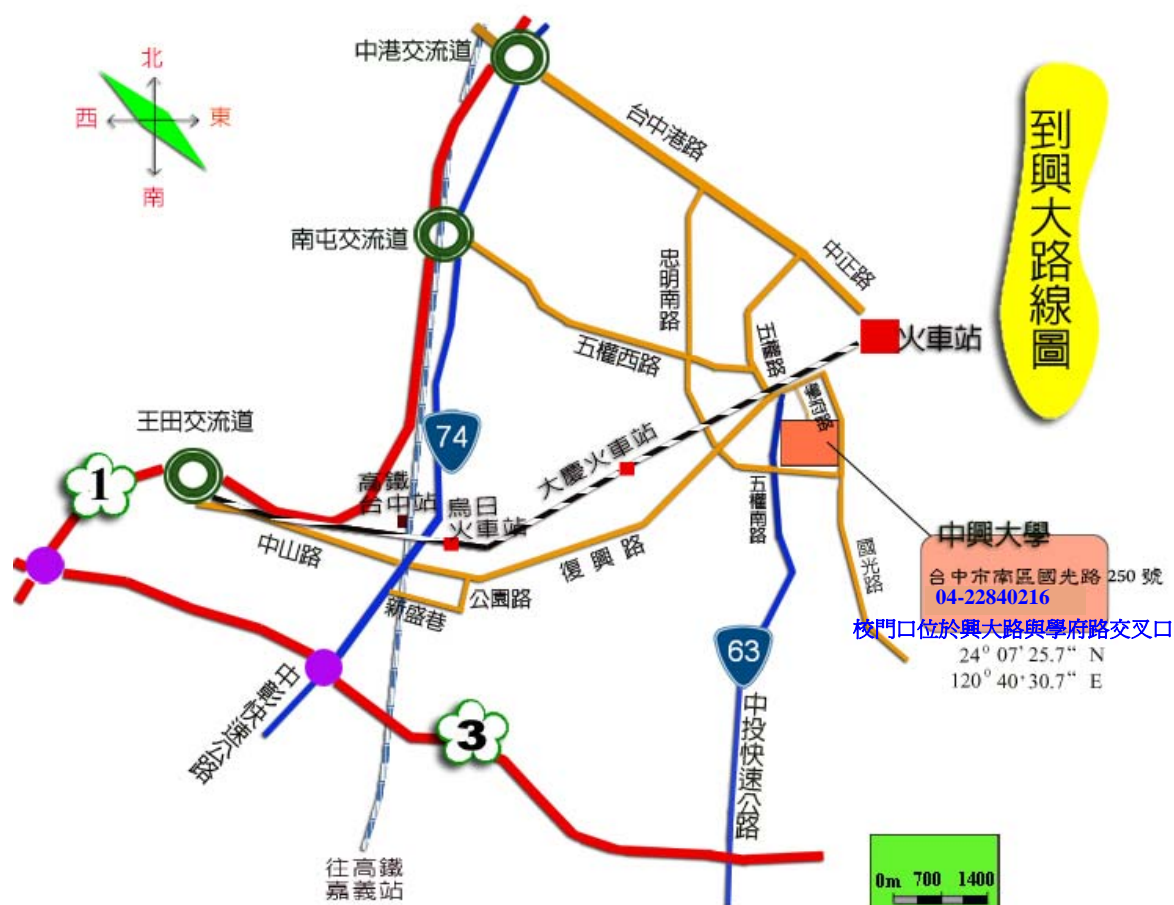 中港交流道
北
西
東
南
台中港路
到興大路線圖
南屯交流道
忠明南路
中正路
五權西路
五權路
火車站
學府路
王田交流道
74
1
高鐵
台中站
烏日
火車站
大慶火車站
五權南路
中山路
復興路
國光路
中興大學
台中市南區國光路 250 號
04-22840216
校門口位於興大路與學府路交叉口
24° 07' 25.7" N
120° 40' 30.7" E
公園路
新盛巷
63
中彰快速公路
3
中投快速公路
往高鐵
嘉義站
0m 700 1400